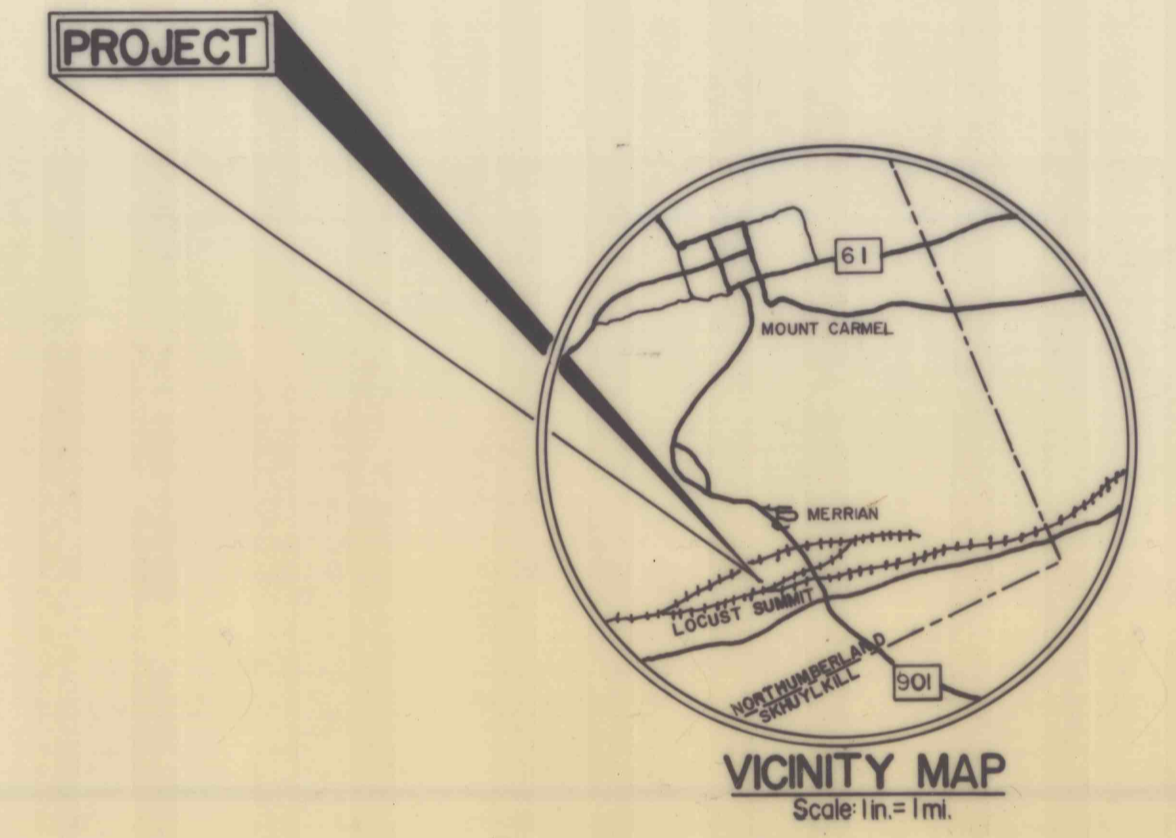 PROJECT
61
MOUNT CARMEL
MERRIAN
LOCUST SUMMIT
NORTHUMBERLAND
SKHUYLKILL
901
VICINITY MAP
Scale: 1 in. = 1 mi.